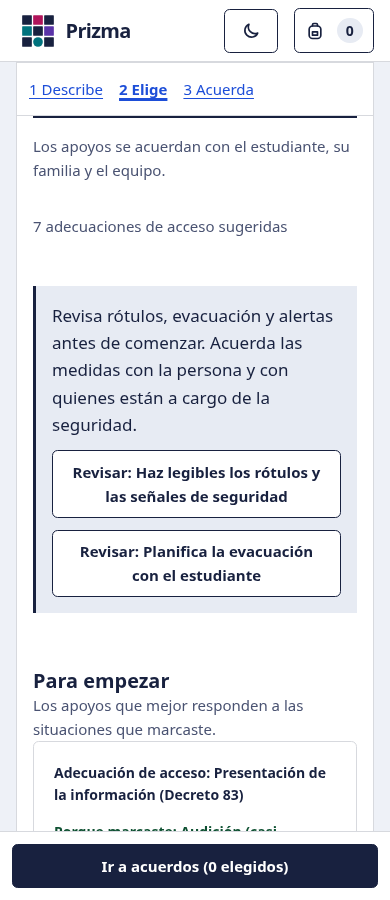 Prizma
0
1 Describe 2 Elige 3 Acuerda
Los apoyos se acuerdan con el estudiante, su
familia y el equipo.
7 adecuaciones de acceso sugeridas
Revisa rótulos, evacuación y alertas
antes de comenzar. Acuerda las
medidas con la persona y con
quienes están a cargo de la
seguridad.
Revisar: Haz legibles los rótulos y
las señales de seguridad
Revisar: Planifica la evacuación
con el estudiante
Para empezar
Los apoyos que mejor responden a las
situaciones que marcaste.
Adecuación de acceso: Presentación de
la información (Decreto 83)
Porque marcaste: Audición (casi
Ir a acuerdos (0 elegidos)